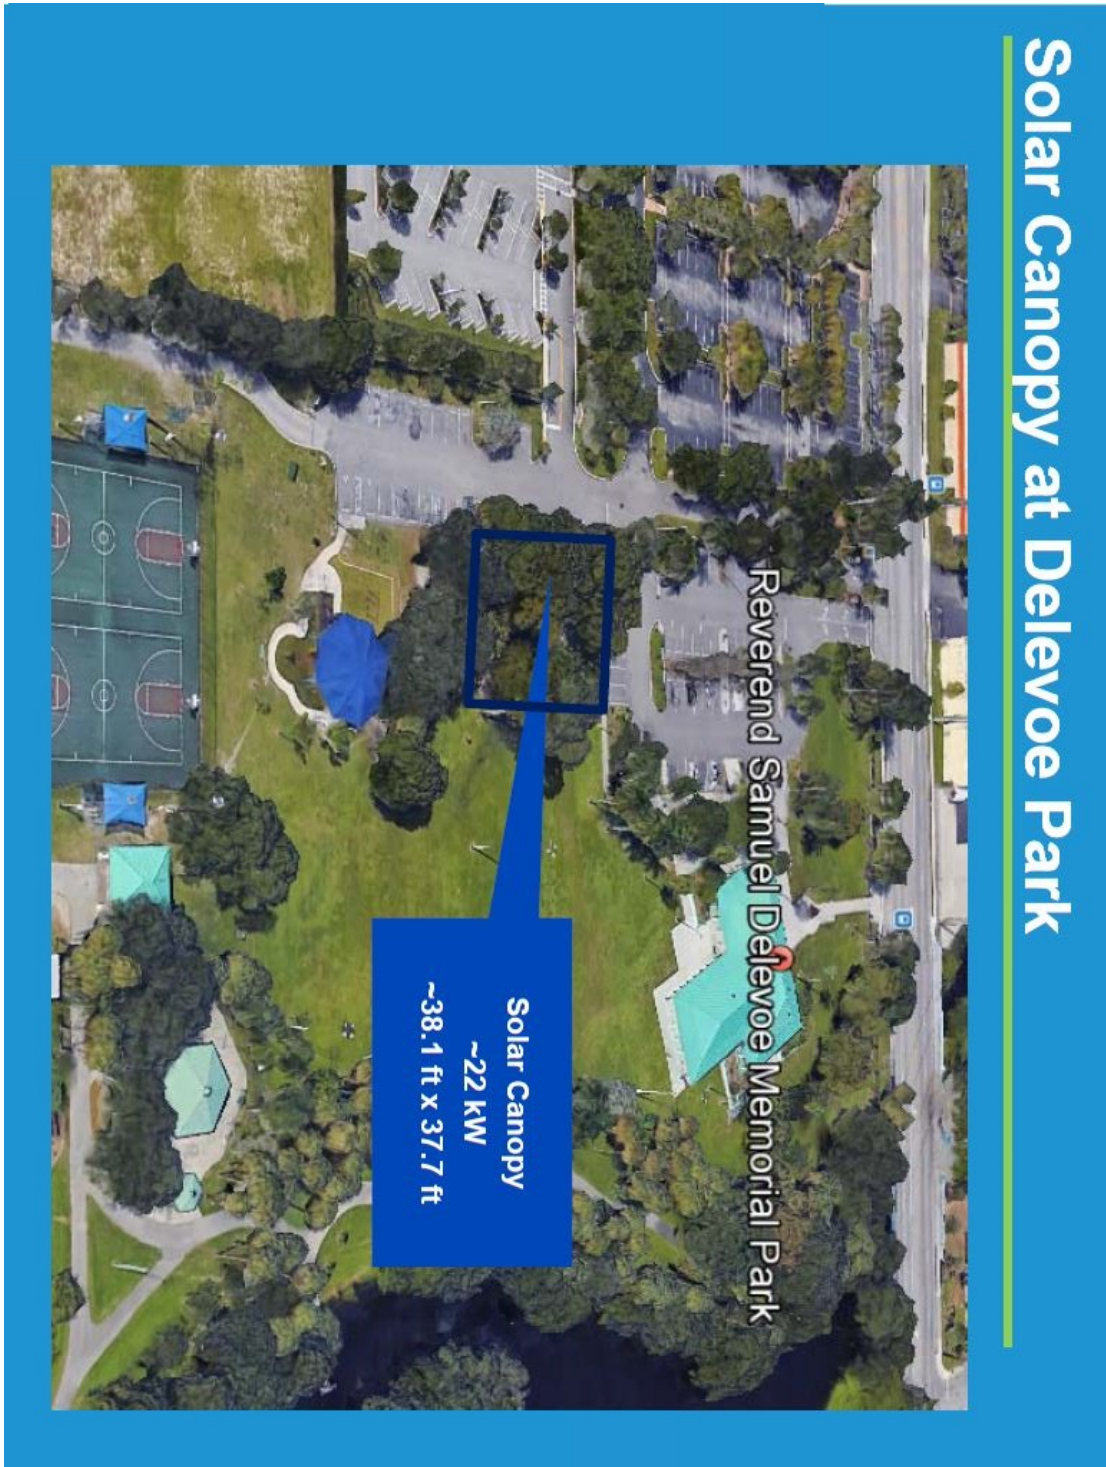 Solar Canopy at Delevoe Park
Reverend Samuel Delevoe Memorial Park
Solar Canopy
~22 kW
~38.1 ft x 37.7 ft